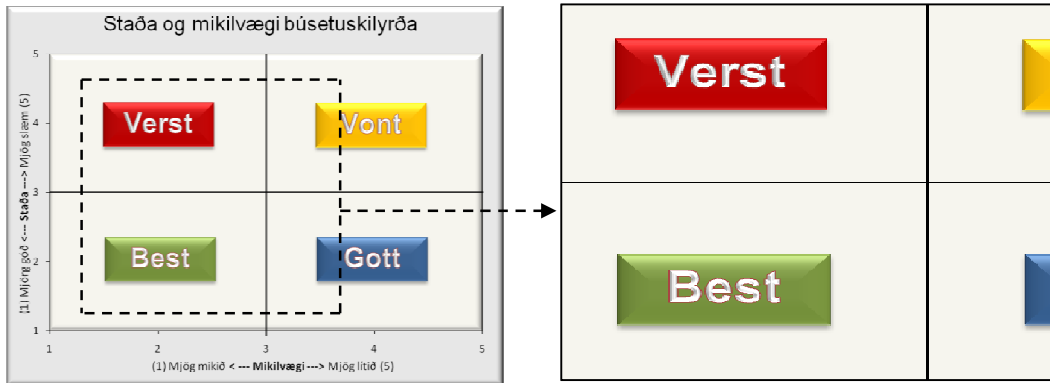 Staða og mikilvægi búsetuskilyrða
5
4
3
2
1
(1) Mjög góð <--- Staða ---> Mjög slæm (5)
Verst
Vont
Best
Gott
1 2 3 4 5
(1) Mjög mikið < --- Mikilvægi ---> Mjög lítið (5)
Verst
Best